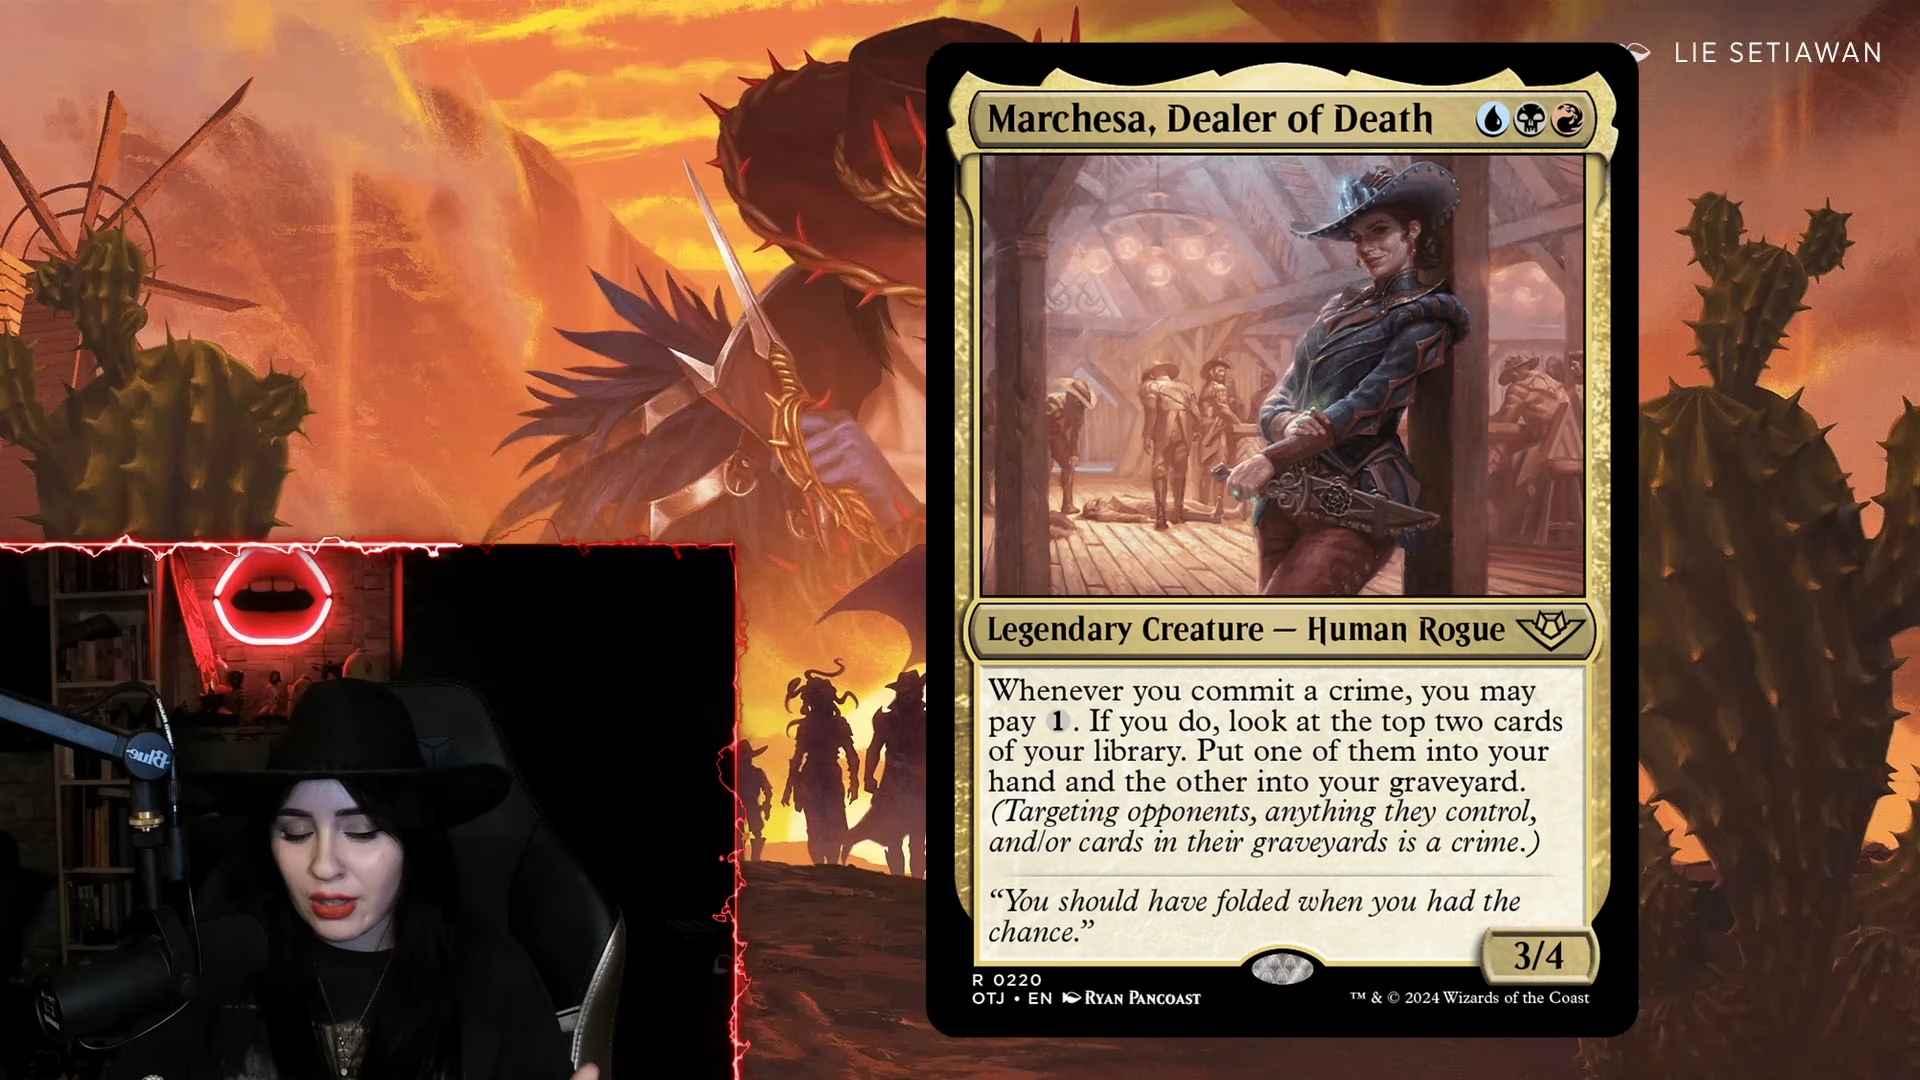 LIE SETIAWAN
Marchesa, Dealer of Death
Legendary Creature — Human Rogue
Whenever you commit a crime, you may
pay 1. If you do, look at the top two cards
of your library. Put one of them into your
hand and the other into your graveyard.
(Targeting opponents, anything they control,
and/or cards in their graveyards is a crime.)
“You should have folded when you had the
chance.”
3/4
R 0220
OTJ • EN RYAN PANCOAST
™ & © 2024 Wizards of the Coast
Blue